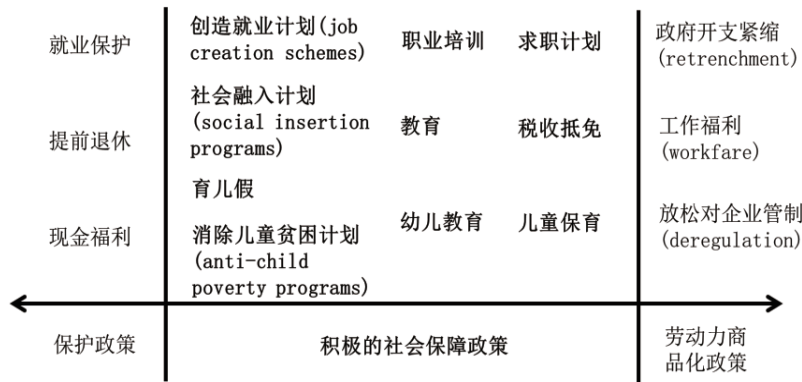 就业保护
提前退休
现金福利
创造就业计划(job
creation schemes)
社会融入计划
(social insertion
programs)
育儿假
消除儿童贫困计划
(anti-child
poverty programs)
职业培训
教育
幼儿教育
求职计划
税收抵免
儿童保育
政府开支紧缩
(retrenchment)
工作福利
(workfare)
放松对企业管制
(deregulation)
保护政策
积极的社会保障政策
劳动力商
品化政策